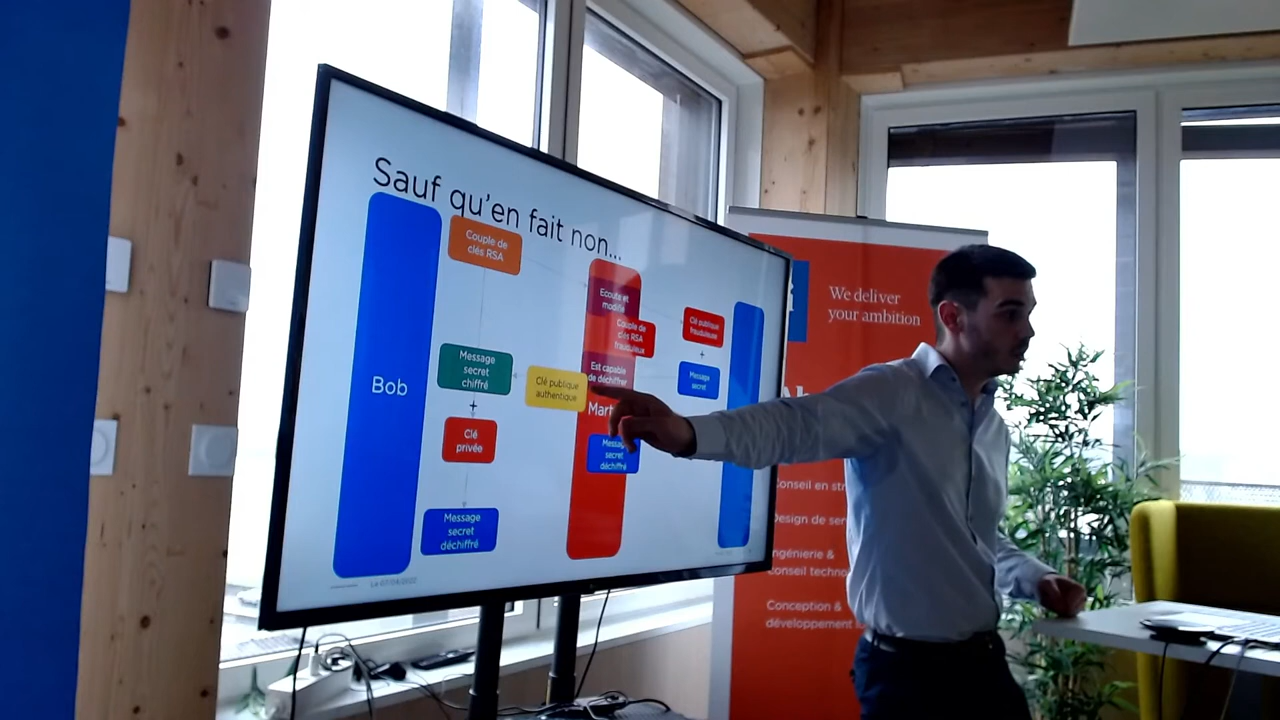 Sauf qu'en fait non...
Couple de
clés RSA
Bob
Message
secret
chiffré
+
Clé
privée
Message
secret
déchiffré
Clé publique
authentique
Ecoute et
modifie
Couple de
clés RSA
frauduleux
Est capable
de déchiffrer
Mart
Message
secret
déchiffré
Clé publique
frauduleuse
+
Message
secret
We deliver
your ambition
Conseil en str
Design de ser
Ingénierie &
conseil techno
Conception &
développement